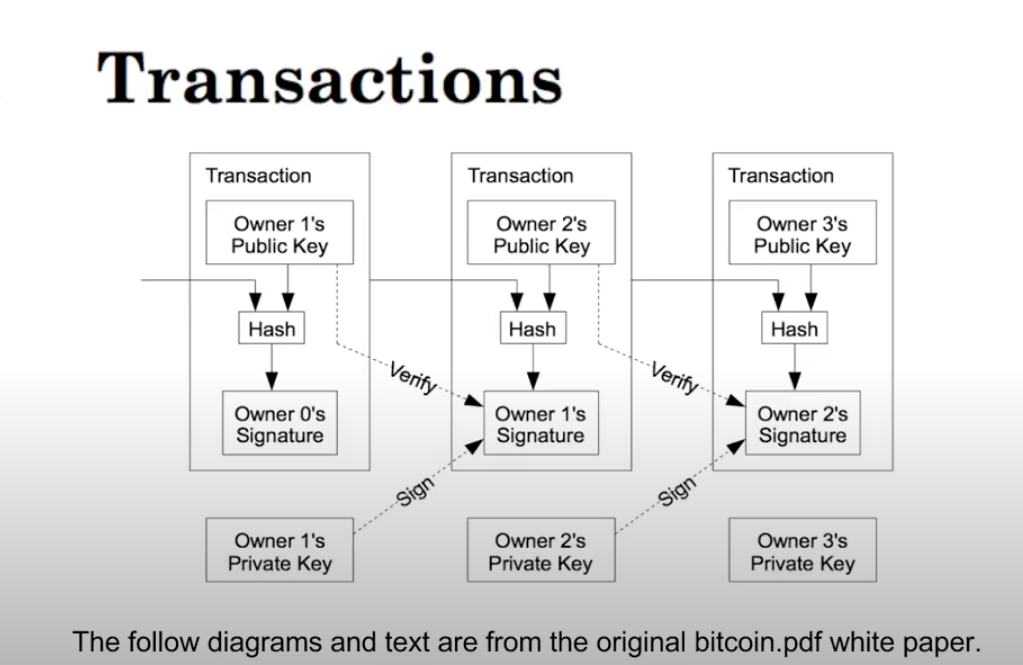 Transactions
Transaction
Owner 1's
Public Key
Hash
Owner 0's
Signature
Transaction
Owner 2's
Public Key
Hash
Verify
Owner 1's
Signature
Sign
Transaction
Owner 3's
Public Key
Hash
Verify
Owner 2's
Signature
Sign
Owner 1's
Private Key
Owner 2's
Private Key
Owner 3's
Private Key
The follow diagrams and text are from the original bitcoin.pdf white paper.